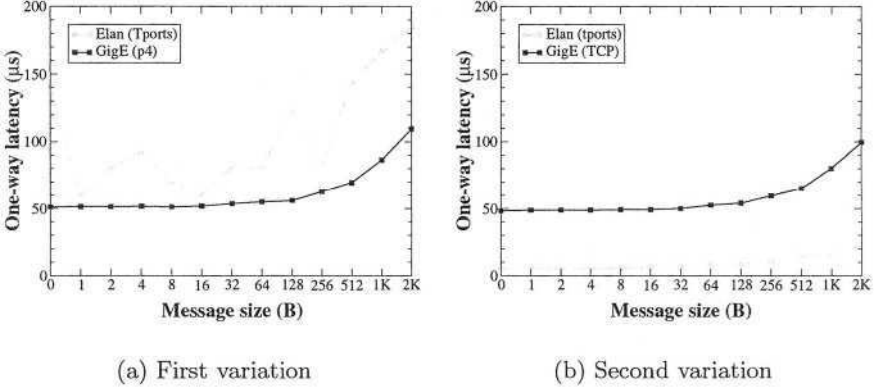 200
150
100
50
0
One-way latency (µs)
Elan (Tports)
GigE (p4)
0 1 2 4 8 16 32 64 128 256 512 1K 2K
Message size (B)
(a) First variation
200
150
100
50
0
One-way latency (µs)
Elan (tports)
GigE (TCP)
0 1 2 4 8 16 32 64 128 256 512 1K 2K
Message size (B)
(b) Second variation